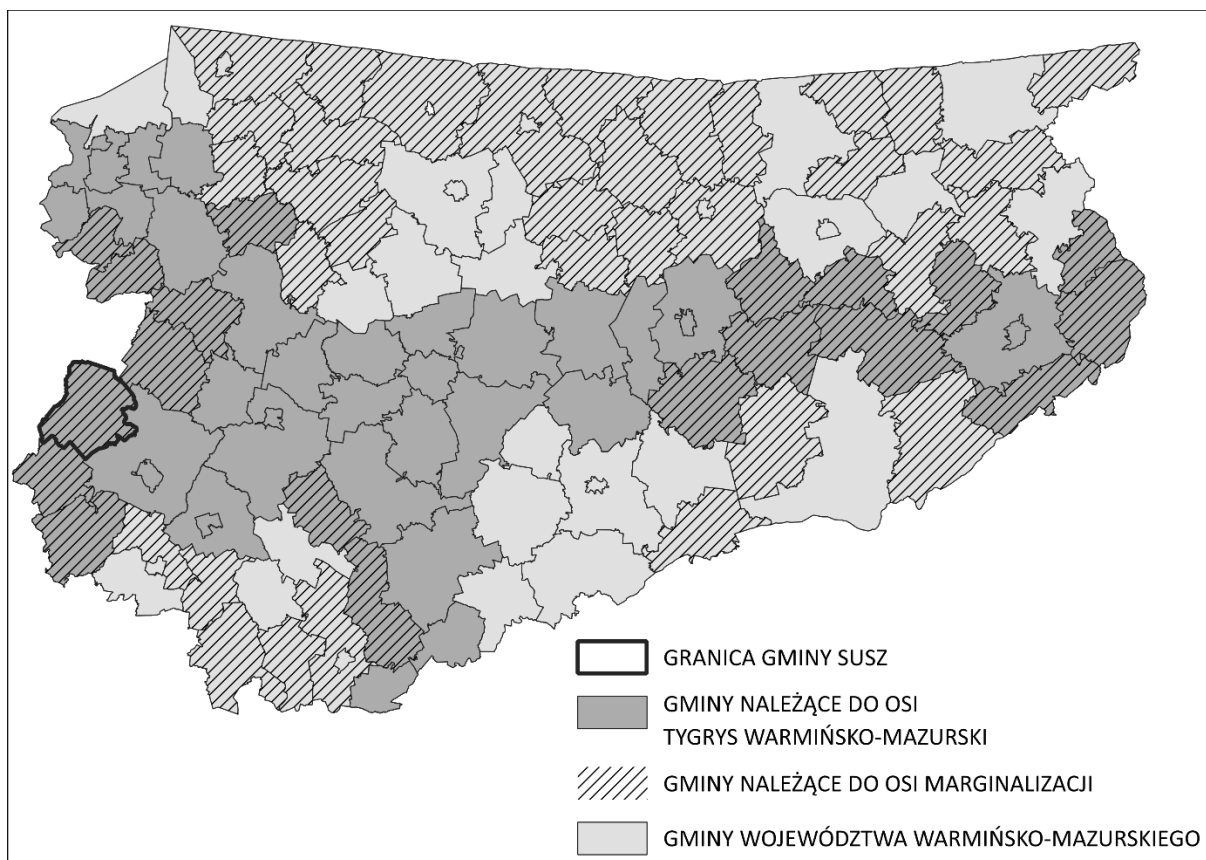 GRANICA GMINY SUSZ
GMINY NALEŻĄCE DO OSI
TYGRYS WARMIŃSKO-MAZURSKI
GMINY NALEŻĄCE DO OSI MARGINALIZACJI
GMINY WOJEWÓDZTWA WARMIŃSKO-MAZURSKIEGO